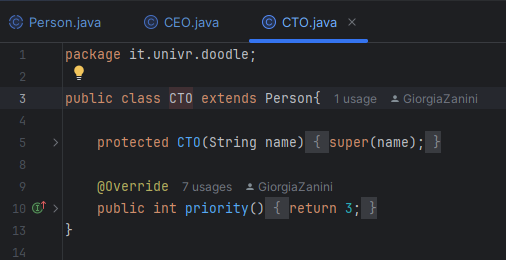 Person.java CEO.java CTO.java
1 package it.univr.doodle;
2
3 public class CTO extends Person{ 1 usage GiorgiaZanini
4
5 protected CTO(String name) { super(name); }
8
9 @Override 7 usages GiorgiaZanini
10 public int priority() { return 3; }
13 }
14